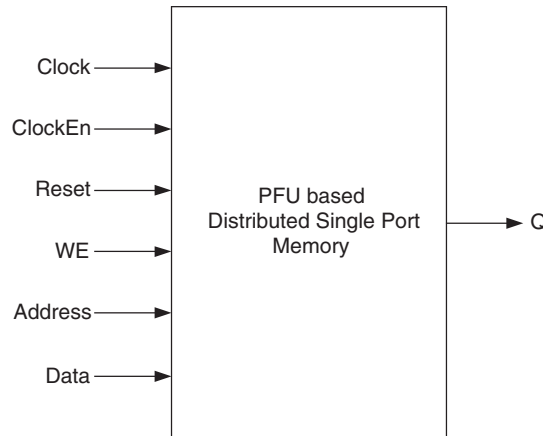 Clock
ClockEn
Reset
WE
Address
Data
PFU based
Distributed Single Port
Memory
Q